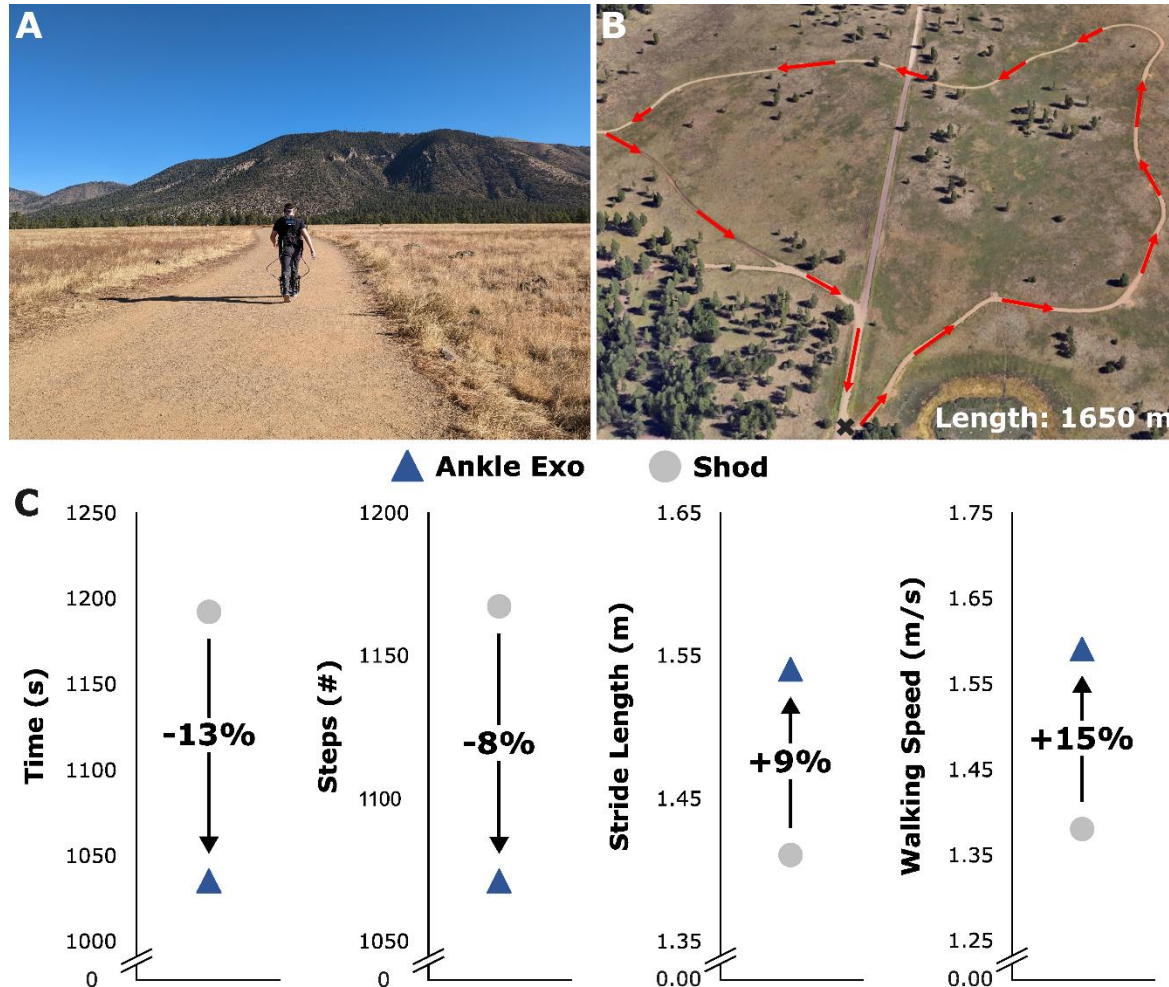 A
B
Length: 1650 m
Ankle Exo
Shod
C
Time (s)
1250
1200
1150
1100
1050
1000
0
-13%
Steps (#)
1200
1150
1100
1050
0
-8%
Stride Length (m)
1.65
1.55
1.45
1.35
0.00
+9%
Walking Speed (m/s)
1.75
1.65
1.55
1.45
1.35
1.25
0.00
+15%